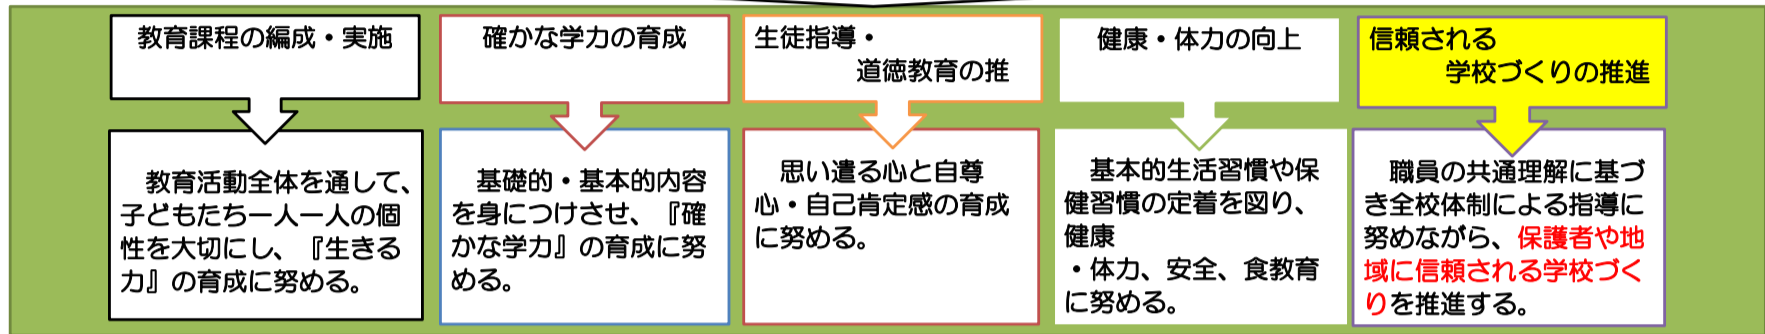 教育課程の編成・実施
教育活動全体を通して、
子どもたち一人一人の個
性を大切にし、『生きる
力』の育成に努める。
確かな学力の育成
基礎的・基本的内容
を身につけさせ、『確
かな学力』の育成に努
める。
生徒指導・
道徳教育の推
思い遣る心と自尊
心・自己肯定感の育成
に努める。
健康・体力の向上
基本的生活習慣や保
健習慣の定着を図り、
健康
・体力、安全、食教育
に努める。
信頼される
学校づくりの推進
職員の共通理解に基づ
き全校体制による指導に
努めながら、保護者や地
域に信頼される学校づく
りを推進する。